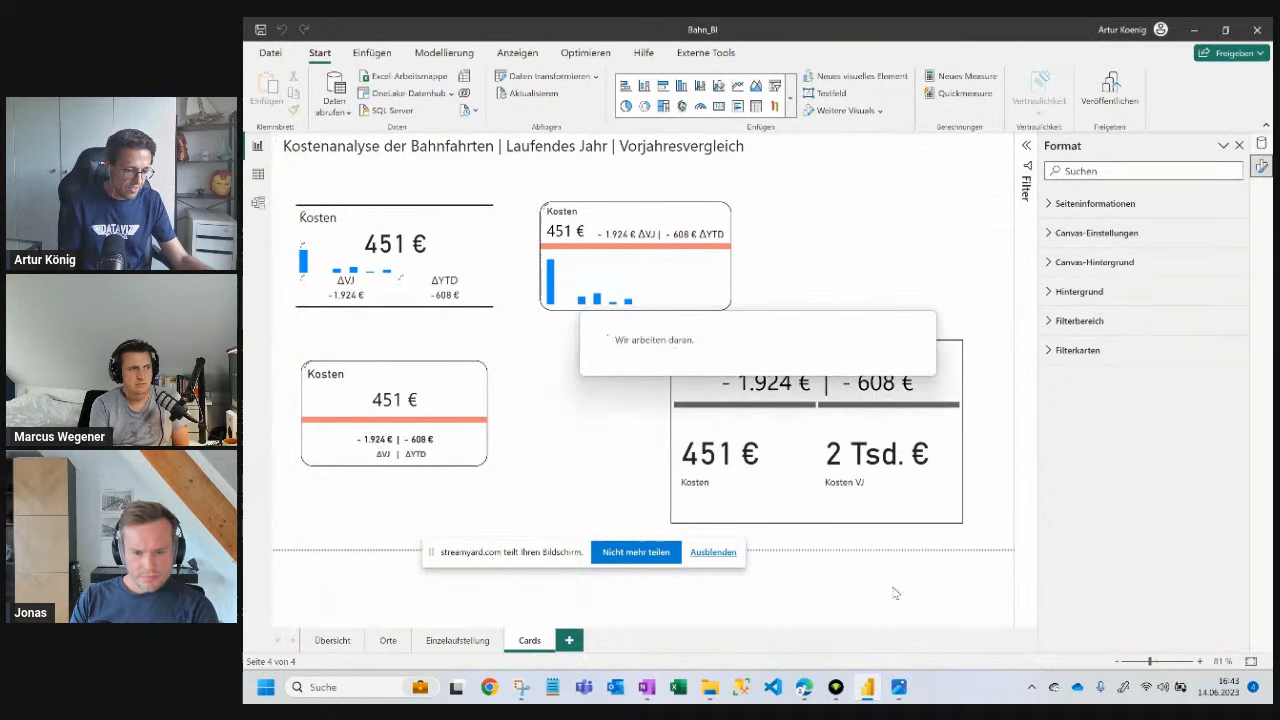 Bahn_BI
Artur Koenig
Datei Start Einfügen Modellierung Anzeigen Optimieren Hilfe External Tools
Freigeben
Einfügen
Klemmbrett
Daten abrufen
Excel-Arbeitsmappe
OneLake-Datenhub
SQL Server
Daten
Daten transformieren
Aktualisieren
Abfragen
Einfügen
Neues visuelles Element
Textfeld
Weitere Visuals
Neues Measure
Quickmeasure
Berechnungen
Vertraulichkeit
Vertraulichkeit
Veröffentlichen
Freigeben
Kostenanalyse der Bahnfahrten | Laufendes Jahr | Vorjahresvergleich
Kosten
451 €
ΔVJ
-1.924 €
ΔYTD
-608 €
Kosten
451 € - 1.924 € ΔVJ | - 608 € ΔYTD
Kosten
451 €
- 1.924 € | - 608 €
ΔVJ | ΔYTD
Wir arbeiten daran.
- 1.924 € | - 608 €
451 €
Kosten
2 Tsd. €
Kosten VJ
Filter
Format
Suchen
Seiteninformationen
Canvas-Einstellungen
Canvas-Hintergrund
Hintergrund
Filterbereich
Filterkarten
streamyard.com teilt Ihren Bildschirm.
Nicht mehr teilen
Ausblenden
Übersicht Orte Einzelaufstellung Cards
Seite 4 von 4
81 %
Suche
16:43
14.06.2023
4
DATAVIZ
Artur König
Marcus Wegener
Jonas